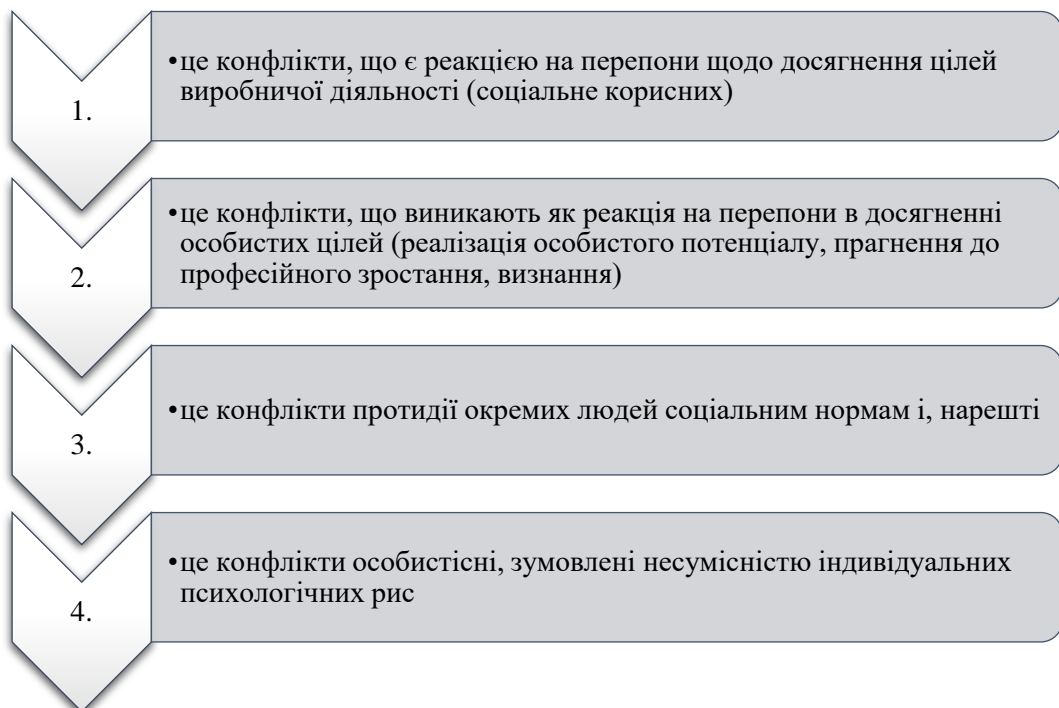 1.
•це конфлікти, що є реакцією на перепони щодо досягнення цілей
виробничої діяльності (соціальне корисних)
2.
•це конфлікти, що виникають як реакція на перепони в досягненні
особистих цілей (реалізація особистого потенціалу, прагнення до
професійного зростання, визнання)
3.
•це конфлікти протидії окремих людей соціальним нормам і, нарешті
4.
•це конфлікти особистісні, зумовлені несумісністю індивідуальних
психологічних рис